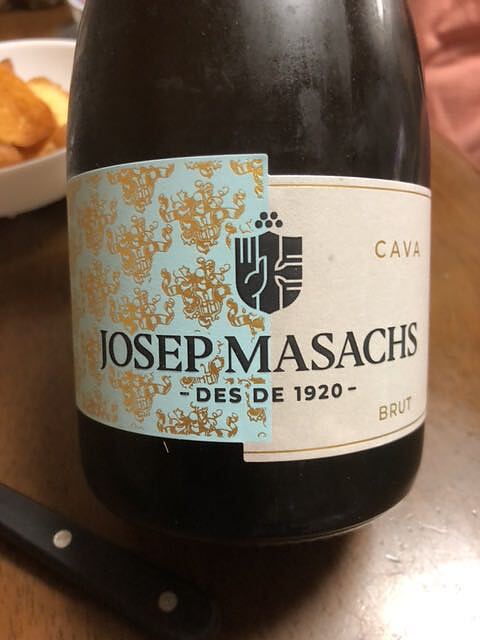 CAVA
JOSEP MASACHS
- DES DE 1920 -
BRUT